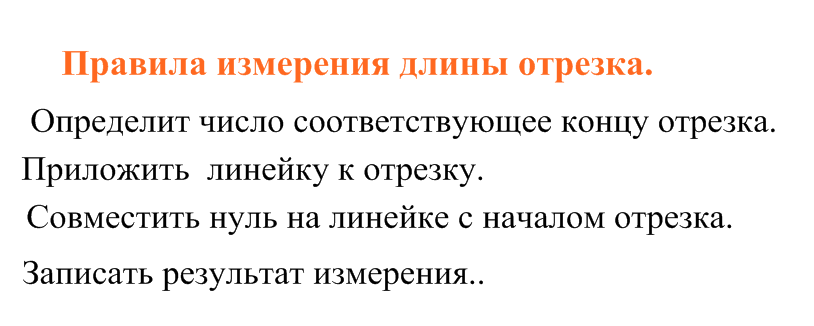 Правила измерения длины отрезка.
Определит число соответствующее концу отрезка.
Приложить линейку к отрезку.
Совместить нуль на линейке с началом отрезка.
Записать результат измерения..